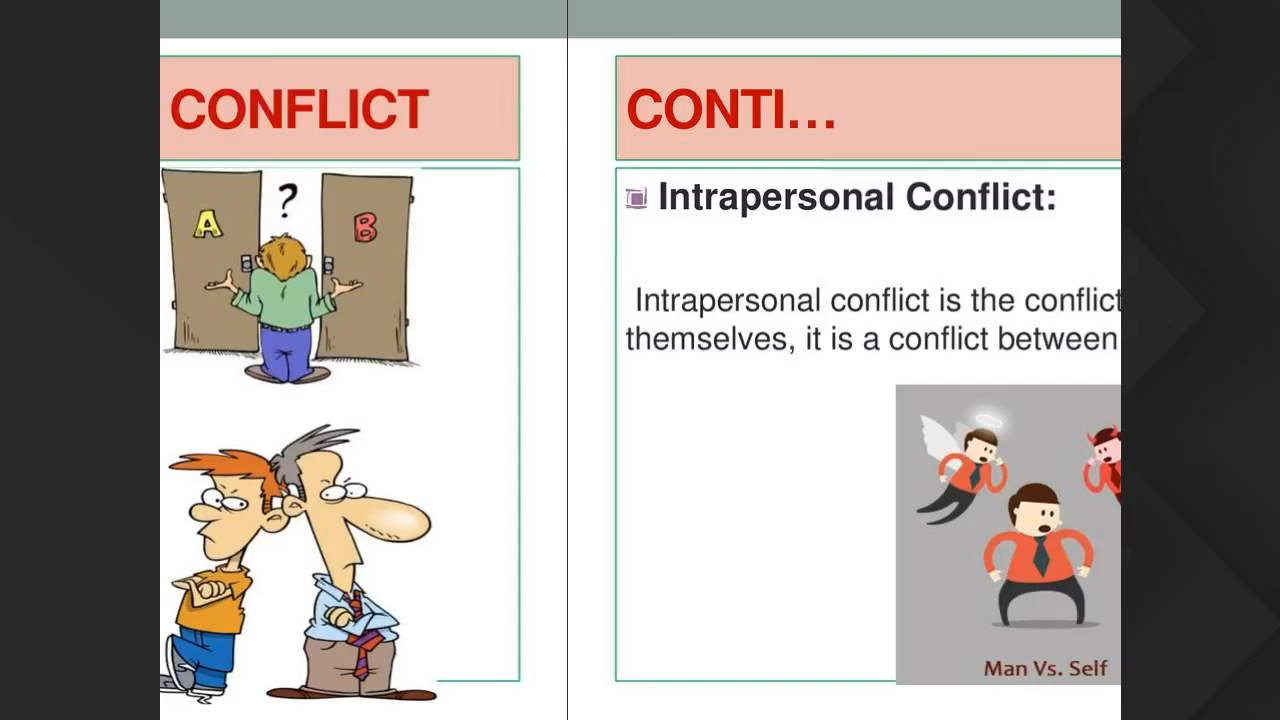 CONFLICT
A
?
B
CONTI…
Intrapersonal Conflict:
Intrapersonal conflict is the conflict
themselves, it is a conflict between
Man Vs. Self